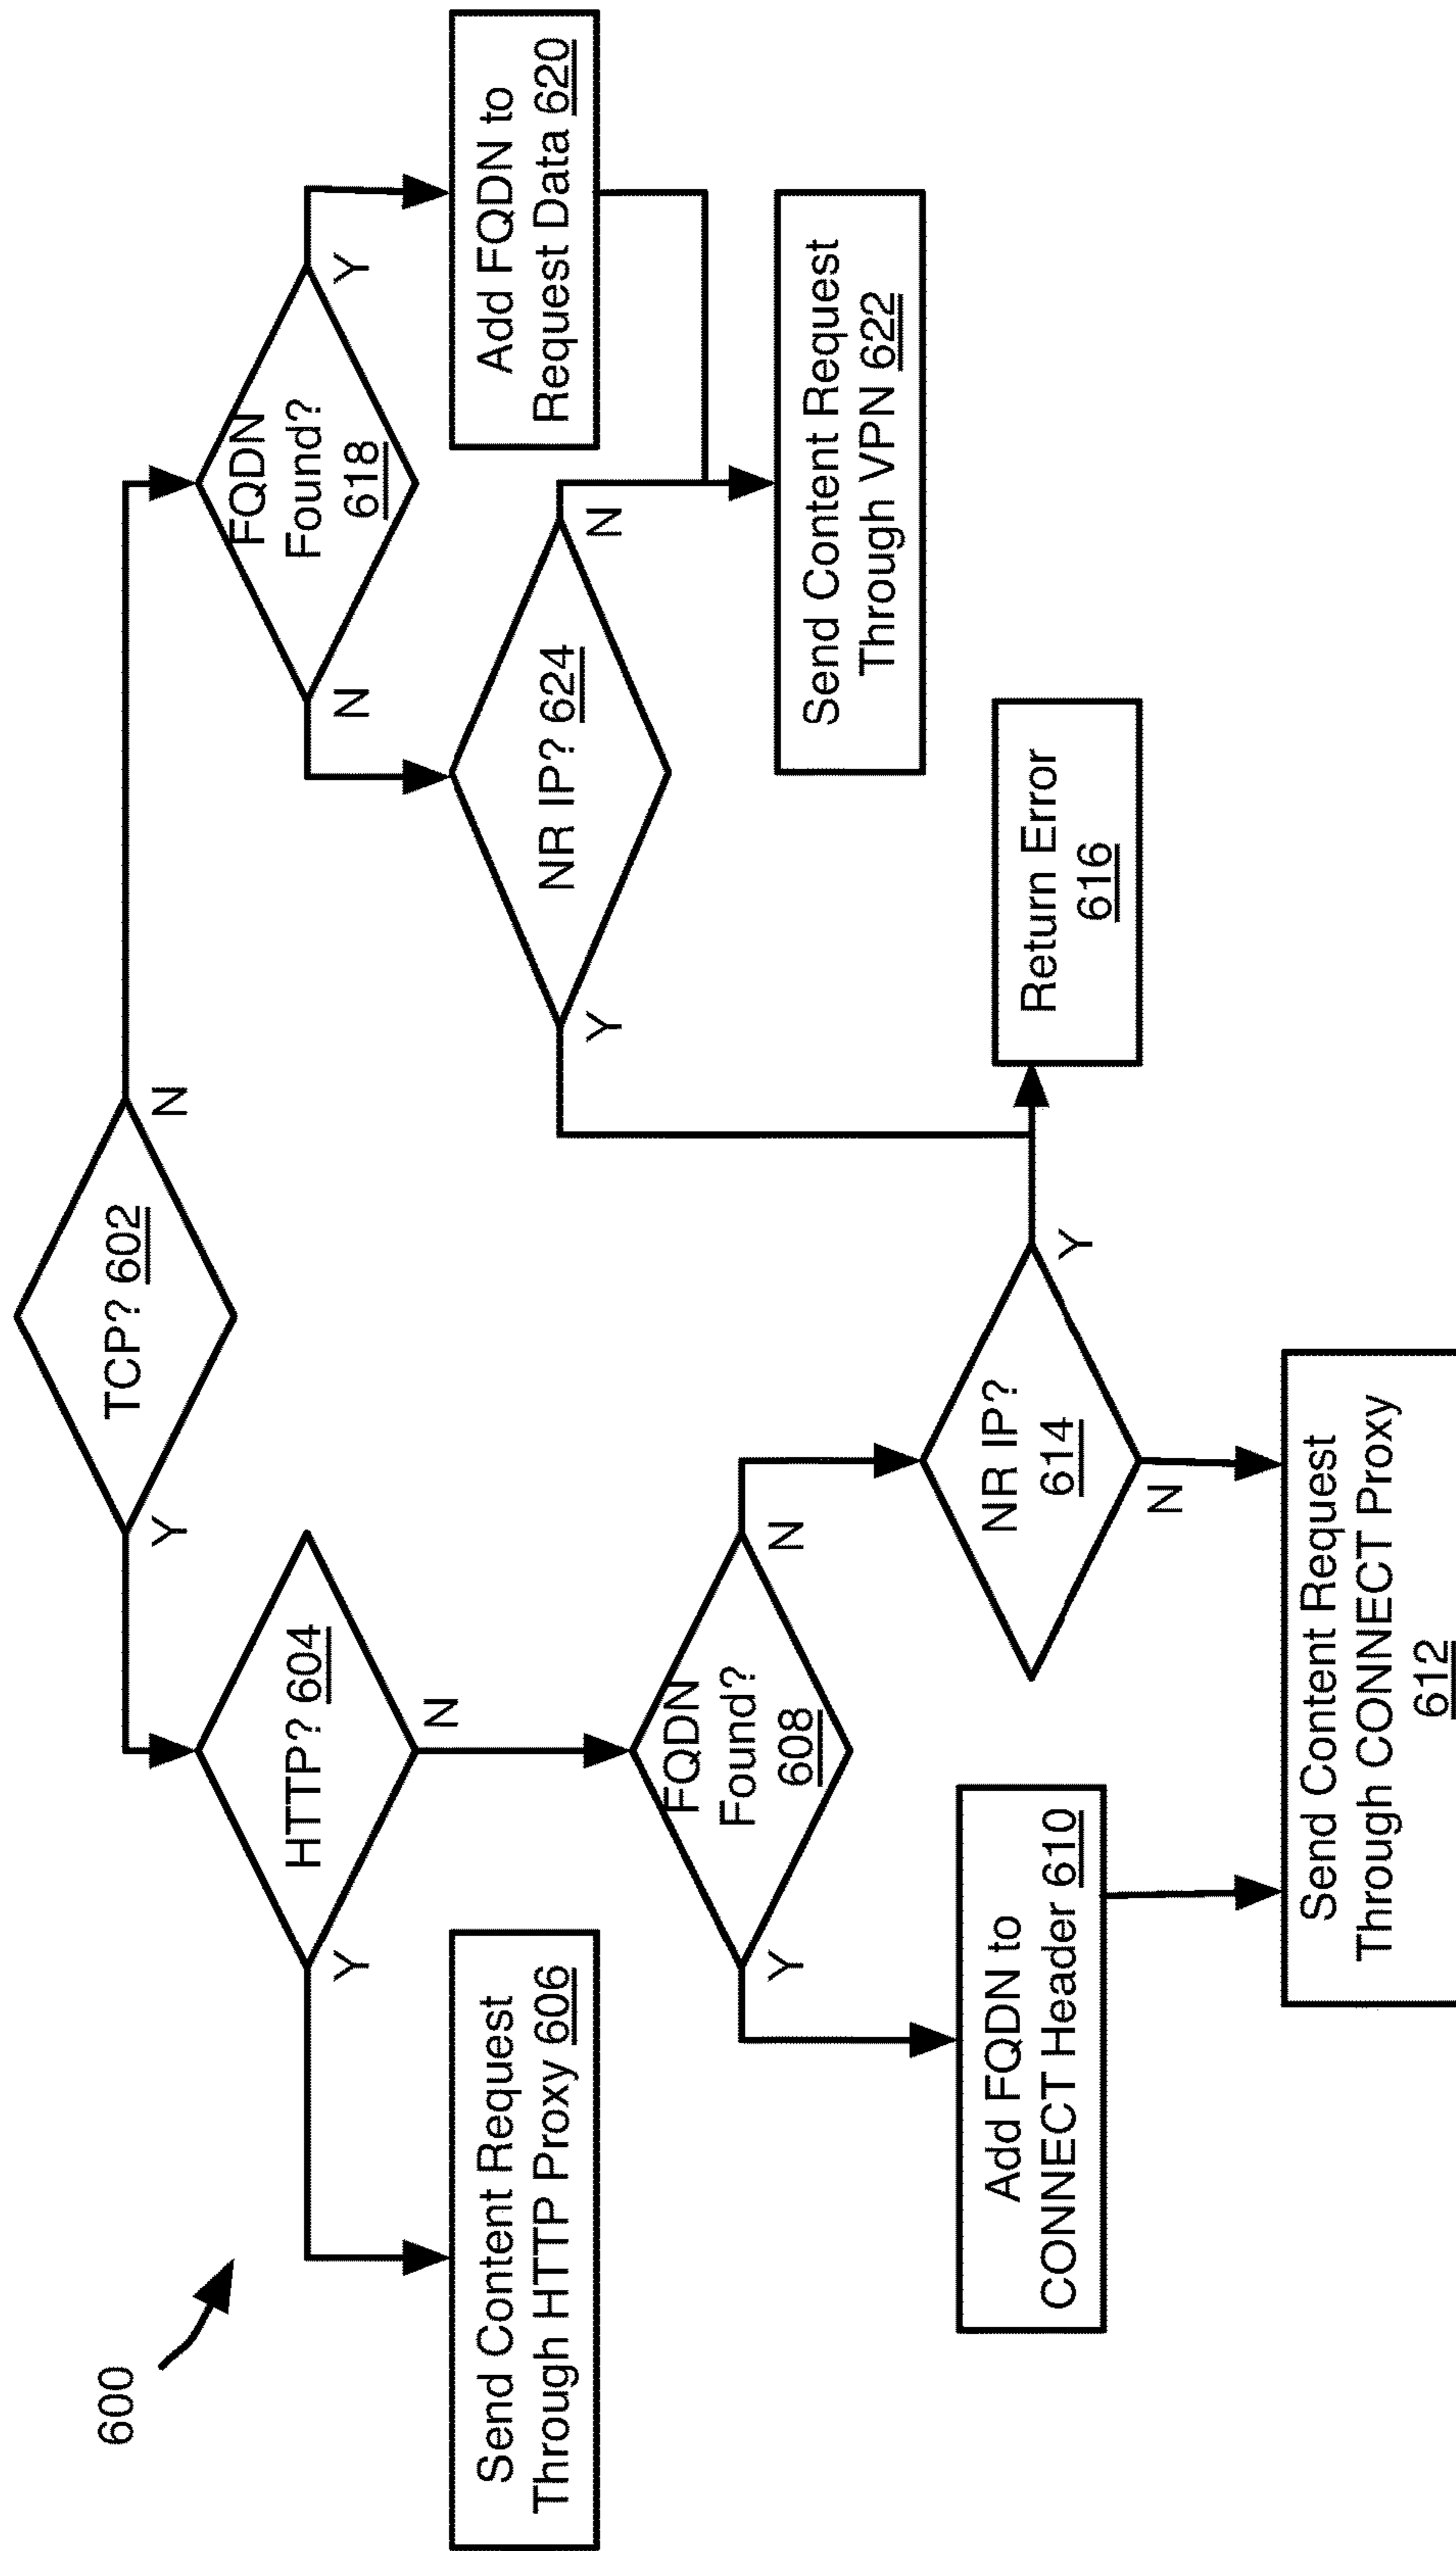 600
TCP? 602
Y
N
HTTP? 604
Y
N
Send Content Request
Through HTTP Proxy 606
FQDN
Found?
608
Y
N
Add FQDN to
CONNECT Header 610
NR IP?
614
Y
N
Send Content Request
Through CONNECT Proxy
612
Return Error
616
FQDN
Found?
618
N
Y
NR IP? 624
Y
N
Add FQDN to
Request Data 620
Send Content Request
Through VPN 622